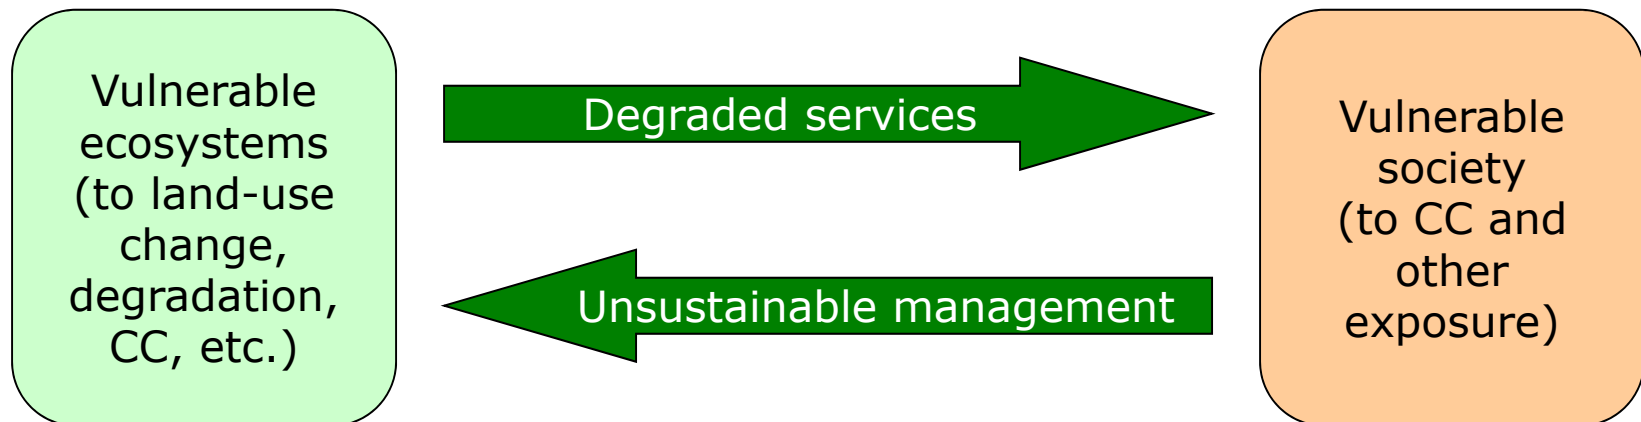 Vulnerable
ecosystems
(to land-use
change,
degradation,
CC, etc.)
Degraded services
Unsustainable management
Vulnerable
society
(to CC and
other
exposure)